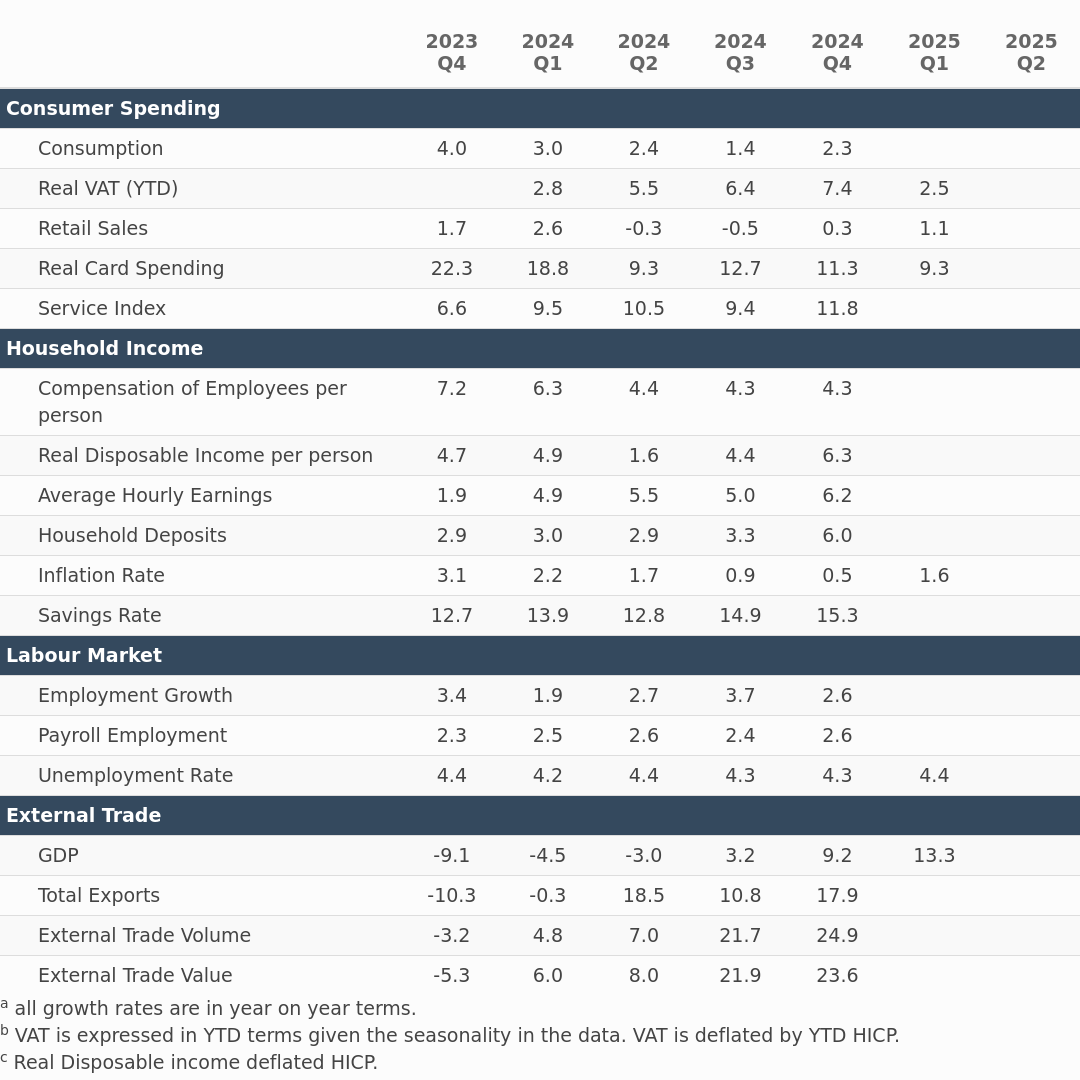 2023 2024 2024 2024 2024 2025 2025
Q4 Q1 Q2 Q3 Q4 Q1 Q2
Consumer Spending
Consumption 4.0 3.0 2.4 1.4 2.3
Real VAT (YTD) 2.8 5.5 6.4 7.4 2.5
Retail Sales 1.7 2.6 -0.3 -0.5 0.3 1.1
Real Card Spending 22.3 18.8 9.3 12.7 11.3 9.3
Service Index 6.6 9.5 10.5 9.4 11.8
Household Income
Compensation of Employees per 7.2 6.3 4.4 4.3 4.3
person
Real Disposable Income per person 4.7 4.9 1.6 4.4 6.3
Average Hourly Earnings 1.9 4.9 5.5 5.0 6.2
Household Deposits 2.9 3.0 2.9 3.3 6.0
Inflation Rate 3.1 2.2 1.7 0.9 0.5 1.6
Savings Rate 12.7 13.9 12.8 14.9 15.3
Labour Market
Employment Growth 3.4 1.9 2.7 3.7 2.6
Payroll Employment 2.3 2.5 2.6 2.4 2.6
Unemployment Rate 4.4 4.2 4.4 4.3 4.3 4.4
External Trade
GDP -9.1 -4.5 -3.0 3.2 9.2 13.3
Total Exports -10.3 -0.3 18.5 10.8 17.9
External Trade Volume -3.2 4.8 7.0 21.7 24.9
External Trade Value -5.3 6.0 8.0 21.9 23.6
a all growth rates are in year on year terms.
b VAT is expressed in YTD terms given the seasonality in the data. VAT is deflated by YTD HICP.
c Real Disposable income deflated HICP.